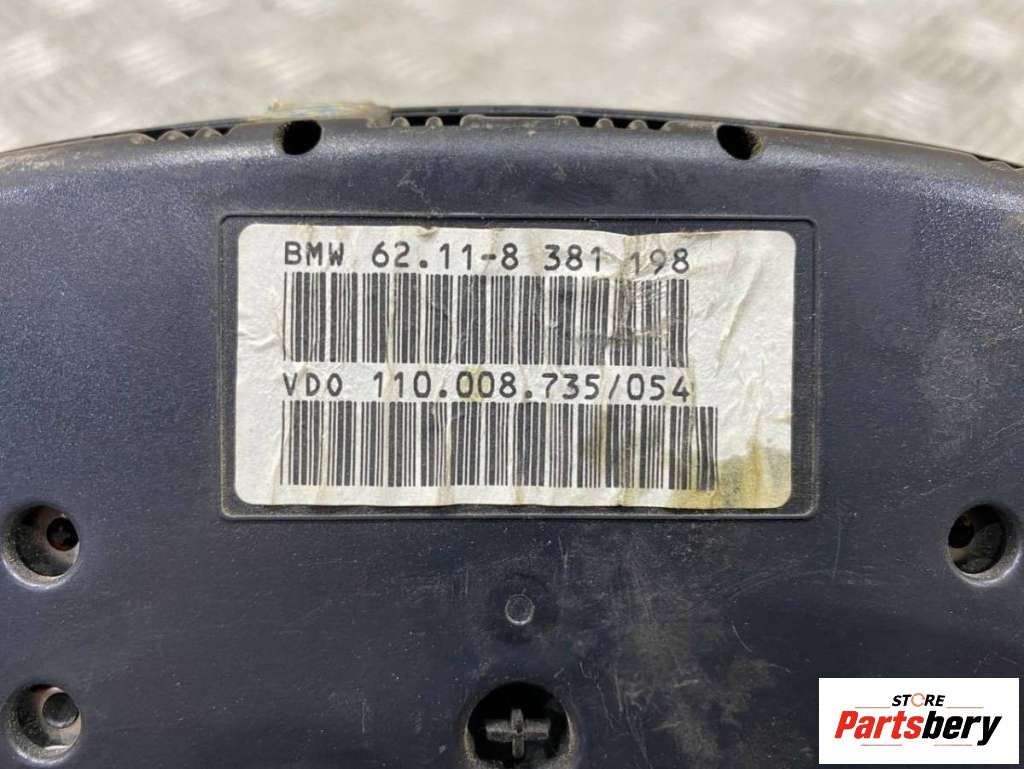 BMW 62.11-8 381 198
VDO 110.008.735/054
STORE
Partsbery